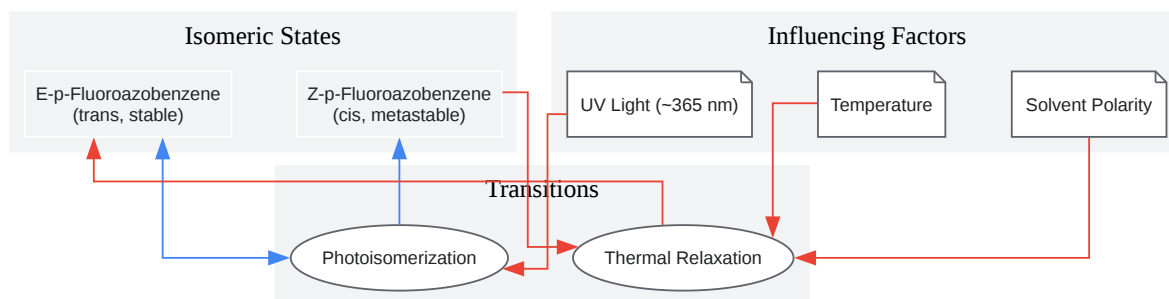 Isomeric States
Influencing Factors
E-p-Fluoroazobenzene
(trans, stable)
Z-p-Fluoroazobenzene
(cis, metastable)
UV Light (~365 nm)
Temperature
Solvent Polarity
Transitions
Photoisomerization
Thermal Relaxation